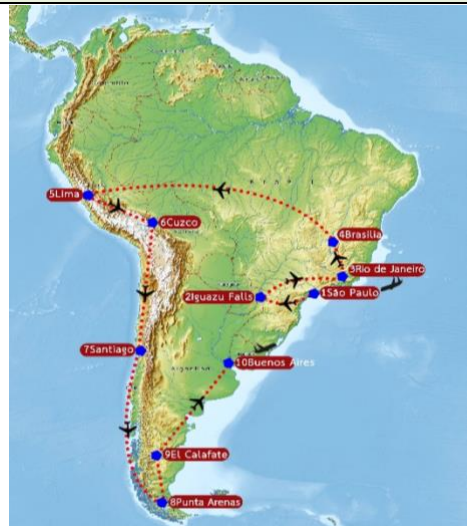 4Brasilia
5Lima
6Cuzco
3Rio de Janeiro
2Iguazu Falls
1São Paulo
7Santiago
10Buenos Aires
9El Calafate
8Punta Arenas